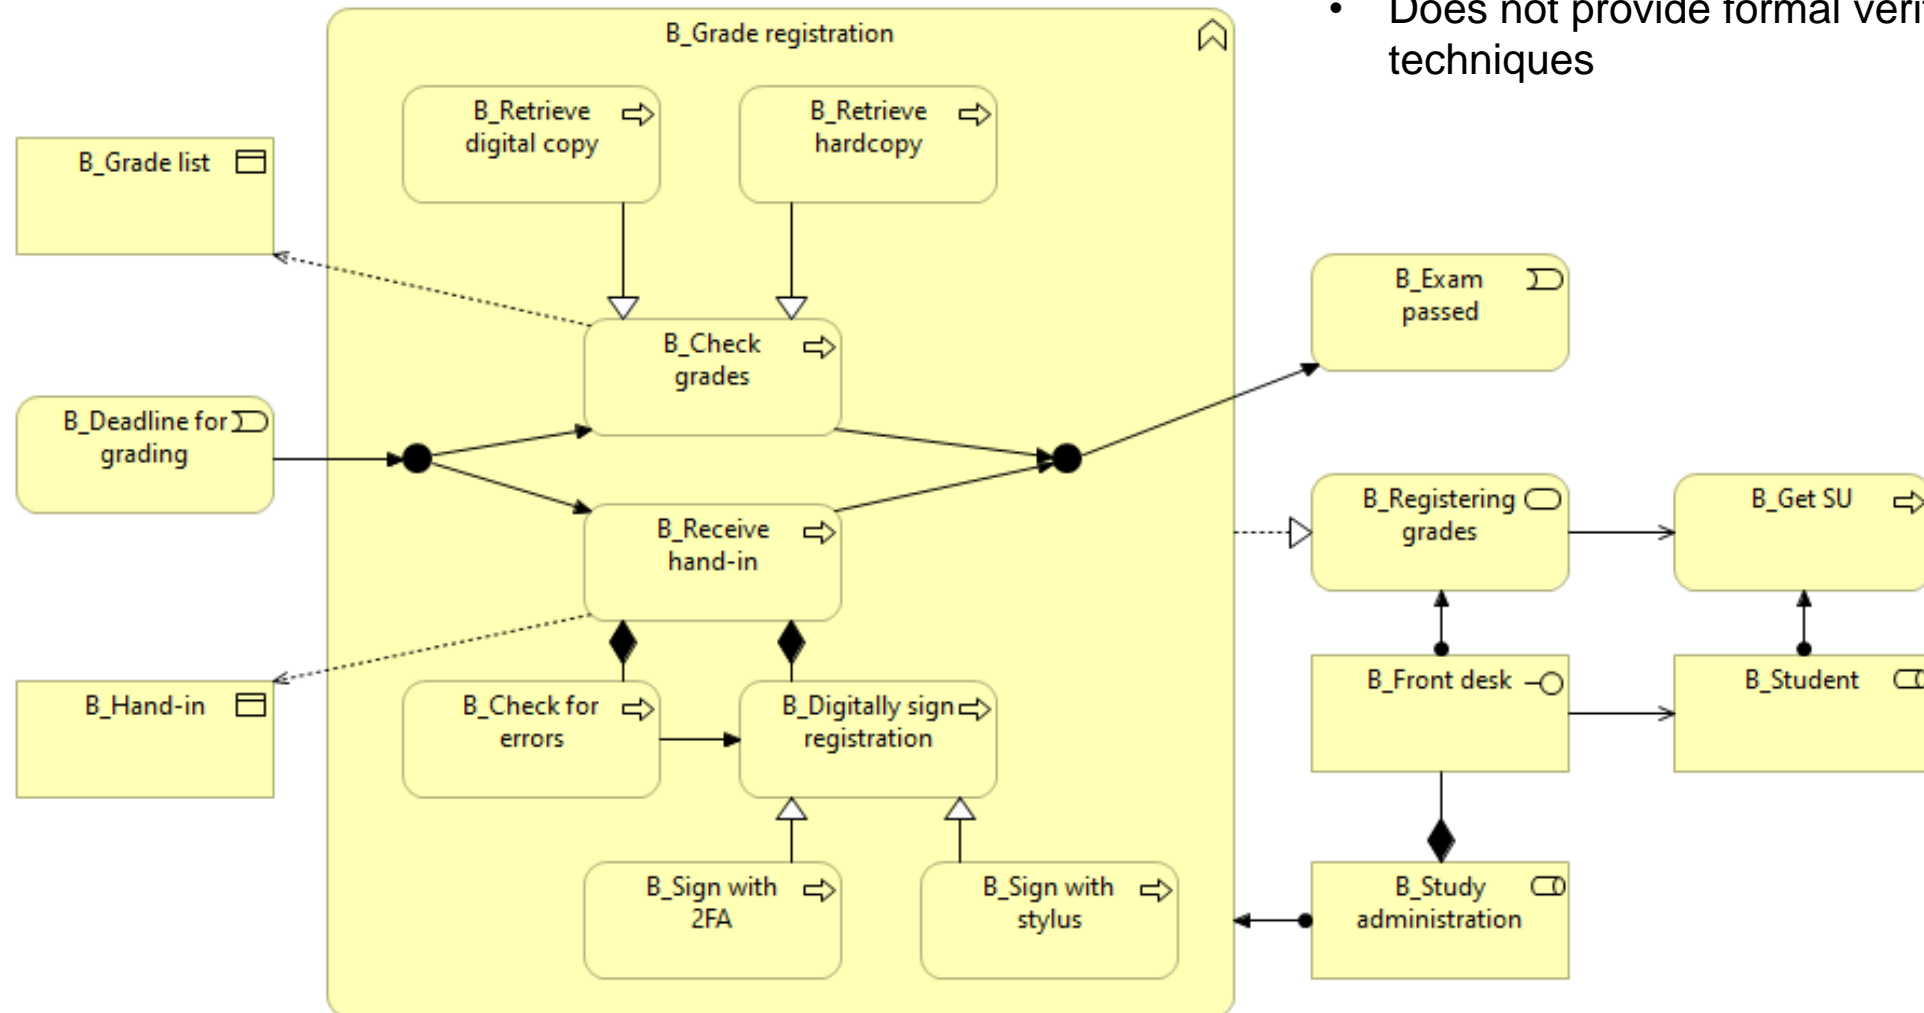 • Does not provide formal
techniques
B_Grade registration
B_Retrieve
digital copy
B_Retrieve
hardcopy
B_Grade list
B_Check
grades
B_Exam
passed
B_Deadline for
grading
B_Receive
hand-in
B_Registering
grades
B_Get SU
B_Hand-in
B_Check for
errors
B_Digitally sign
registration
B_Front desk
B_Student
B_Sign with
2FA
B_Sign with
stylus
B_Study
administration